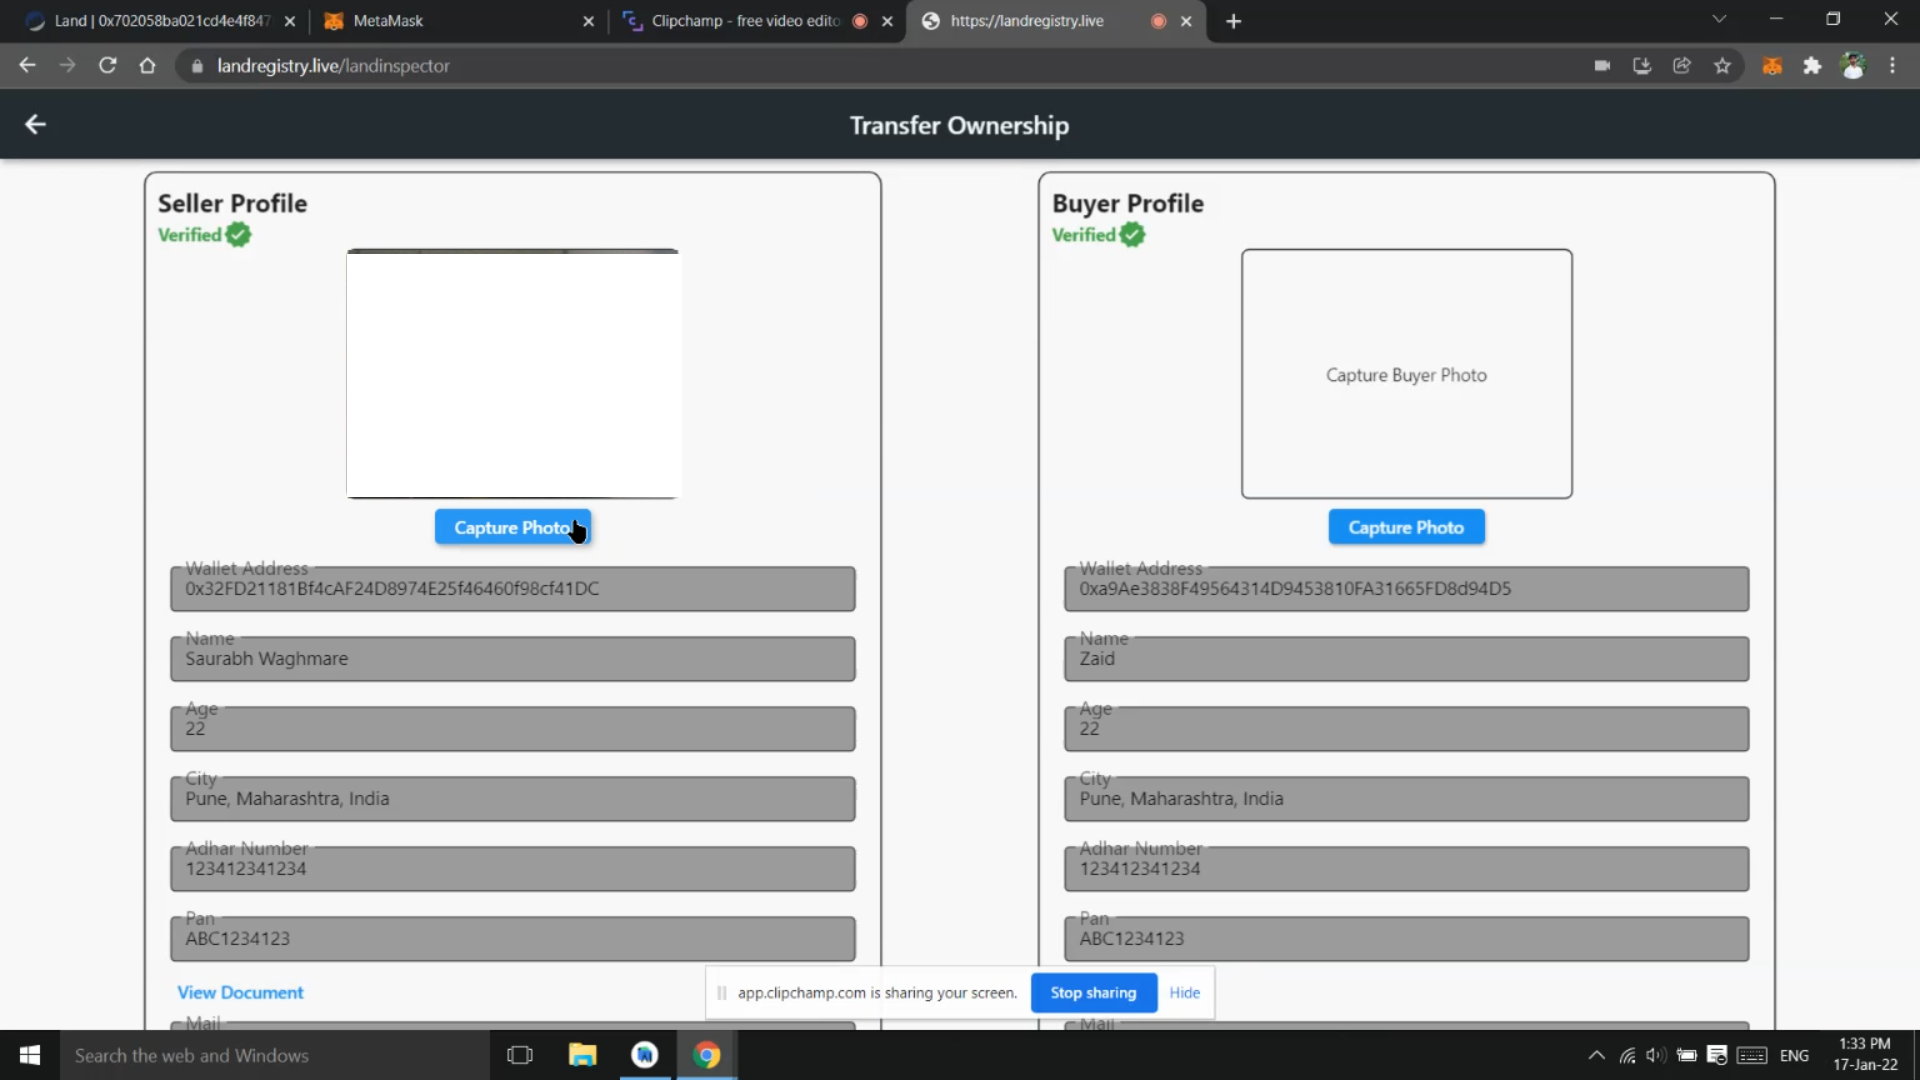 Land | 0x702058ba021cd4e4f847
MetaMask
Clipchamp - free video edito
https://landregistry.live
landregistry.live/landinspector
Transfer Ownership
Seller Profile
Verified
Capture Photo
Wallet Address
0x32FD21181Bf4cAF24D8974E25f46460f98cf41DC
Name
Saurabh Waghmare
Age
22
City
Pune, Maharashtra, India
Adhar Number
123412341234
Pan
ABC1234123
View Document
Mail
Buyer Profile
Verified
Capture Buyer Photo
Capture Photo
Wallet Address
0xa9Ae3838F49564314D9453810FA31665FD8d94D5
Name
Zaid
Age
22
City
Pune, Maharashtra, India
Adhar Number
123412341234
Pan
ABC1234123
Mail
app.clipchamp.com is sharing your screen.
Stop sharing
Hide
Search the web and Windows
ENG
1:33 PM
17-Jan-22